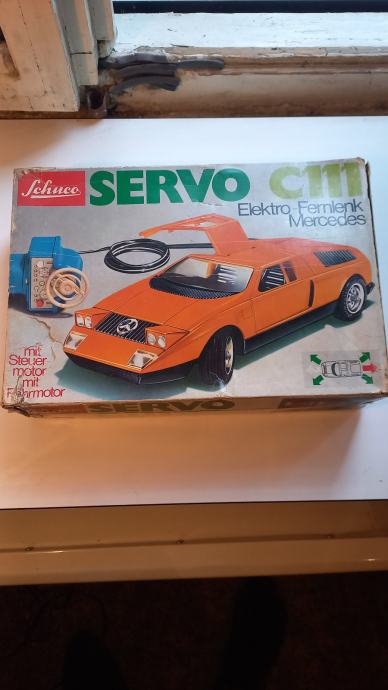 Schuco
SERVO C111
Elektro-Fernlenk
Mercedes
mit
Steuer
motor
mit
Fahrmotor
SERVO